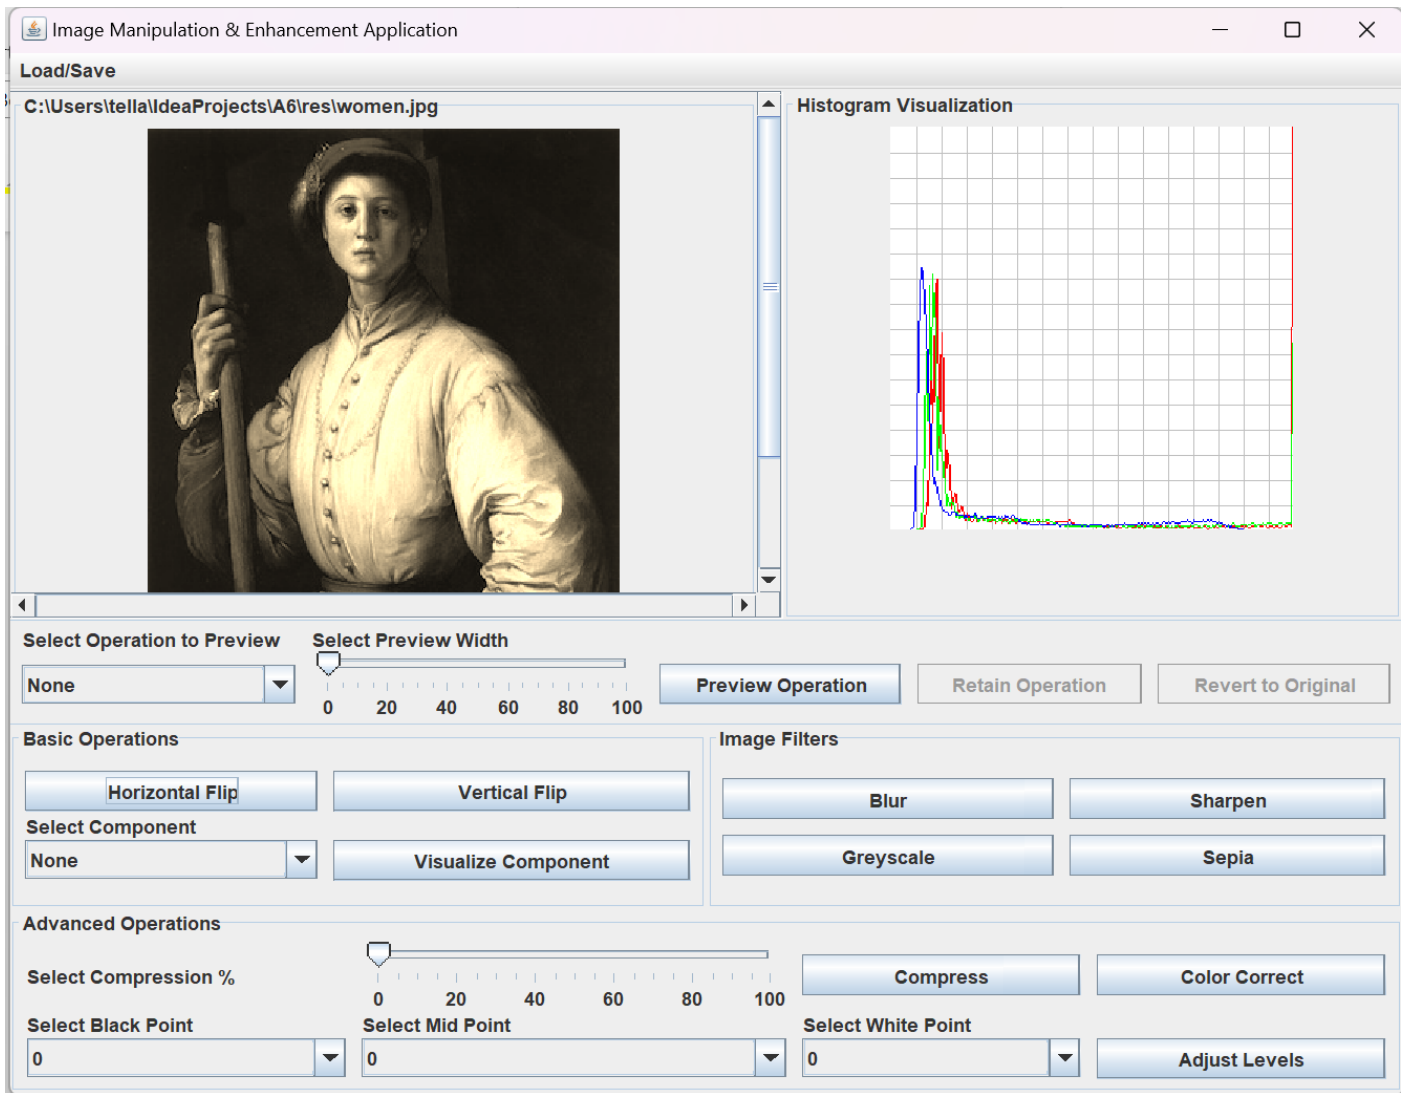 Image Manipulation & Enhancement Application
Load/Save
C:\Users\tella\IdeaProjects\A6\res\women.jpg
Histogram Visualization
Select Operation to Preview
Select Preview Width
None
0 20 40 60 80 100
Preview Operation
Retain Operation
Revert to Original
Basic Operations
Horizontal Flip
Vertical Flip
Select Component
None
Visualize Component
Image Filters
Blur
Sharpen
Greyscale
Sepia
Advanced Operations
Select Compression %
0 20 40 60 80 100
Compress
Color Correct
Select Black Point
Select Mid Point
Select White Point
0
0
0
Adjust Levels